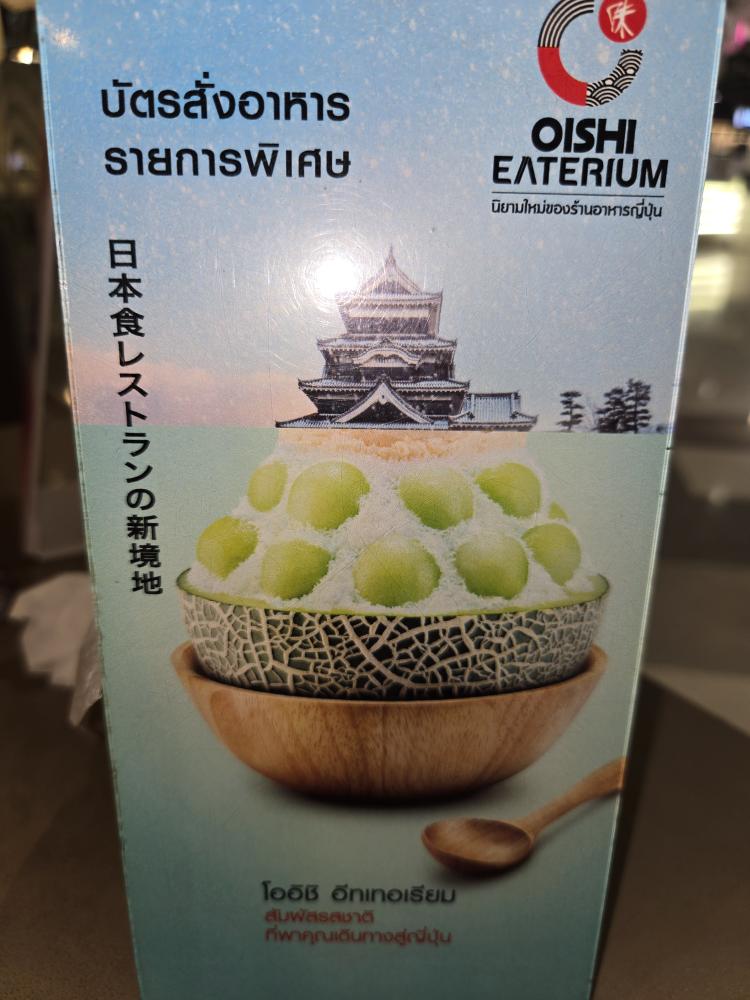 味
OISHI
EATERIUM
นิยามใหม่ของร้านอาหารญี่ปุ่น
บัตรสั่งอาหาร
รายการพิเศษ
日本食レストランの新境地
โออิชิ อีทเทอเรียม
สัมผัสรสชาติ
ที่พาคุณเดินทางสู่ญี่ปุ่น